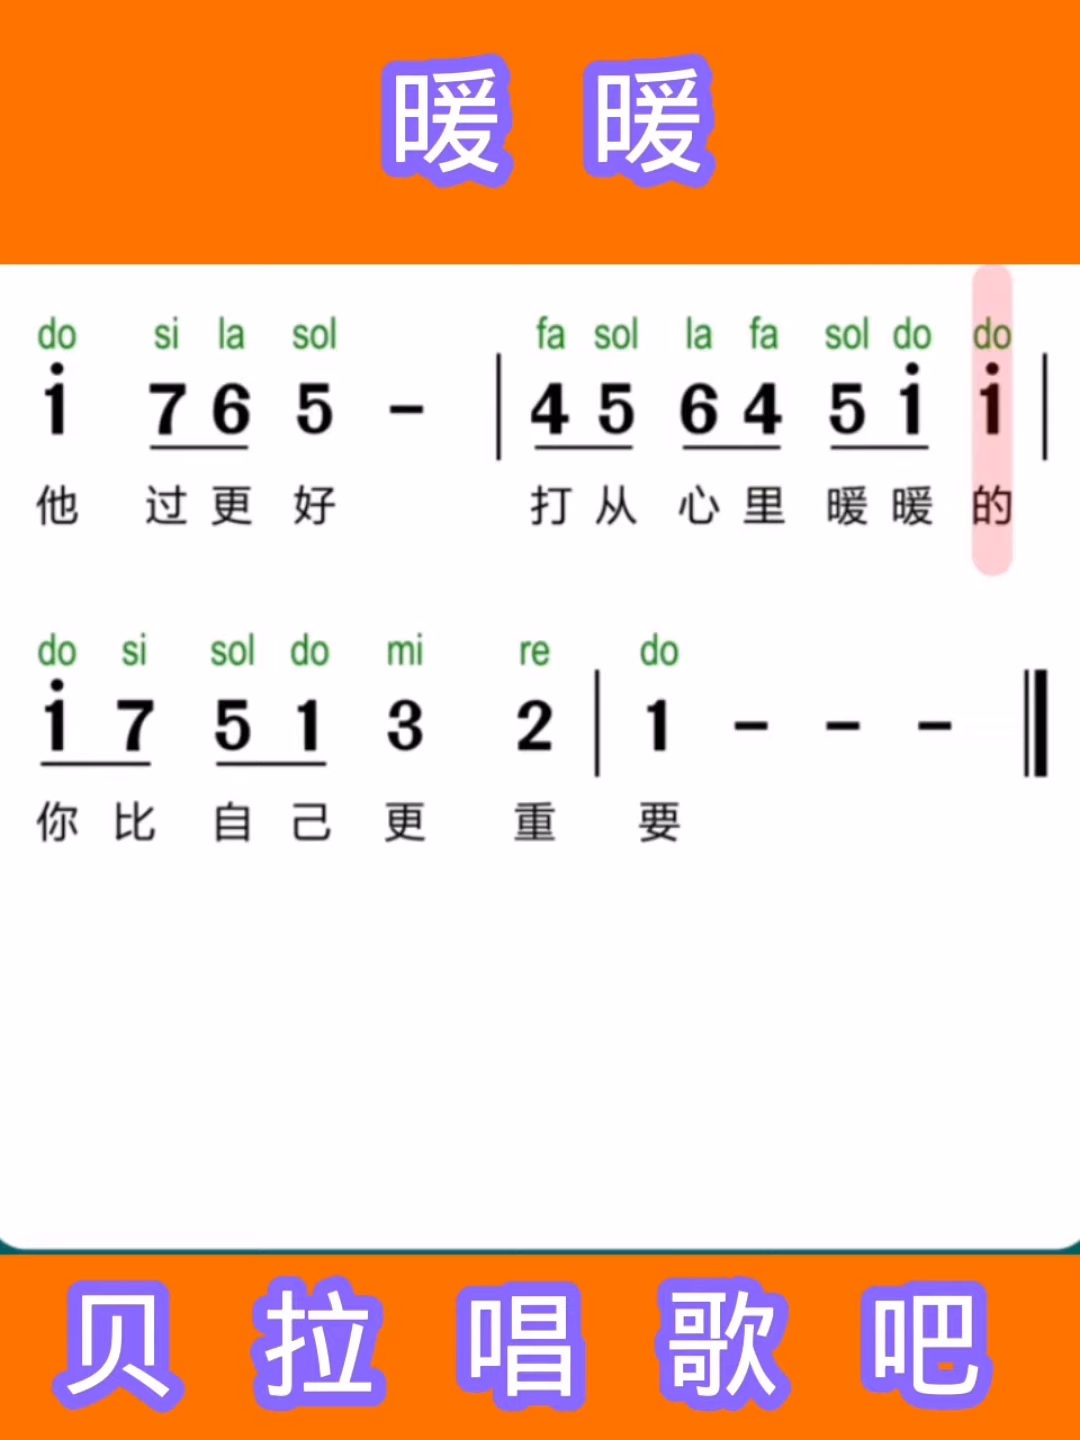 暖 暖
do si la sol fa sol la fa sol do do
1 7 6 5 - | 4 5 6 4 5 1 1 |
他 过 更 好 打 从 心 里 暖 暖 的
do si sol do mi re do
1 7 5 1 3 2 | 1 - - -
你 比 自 己 更 重 要
贝 拉 唱 歌 吧